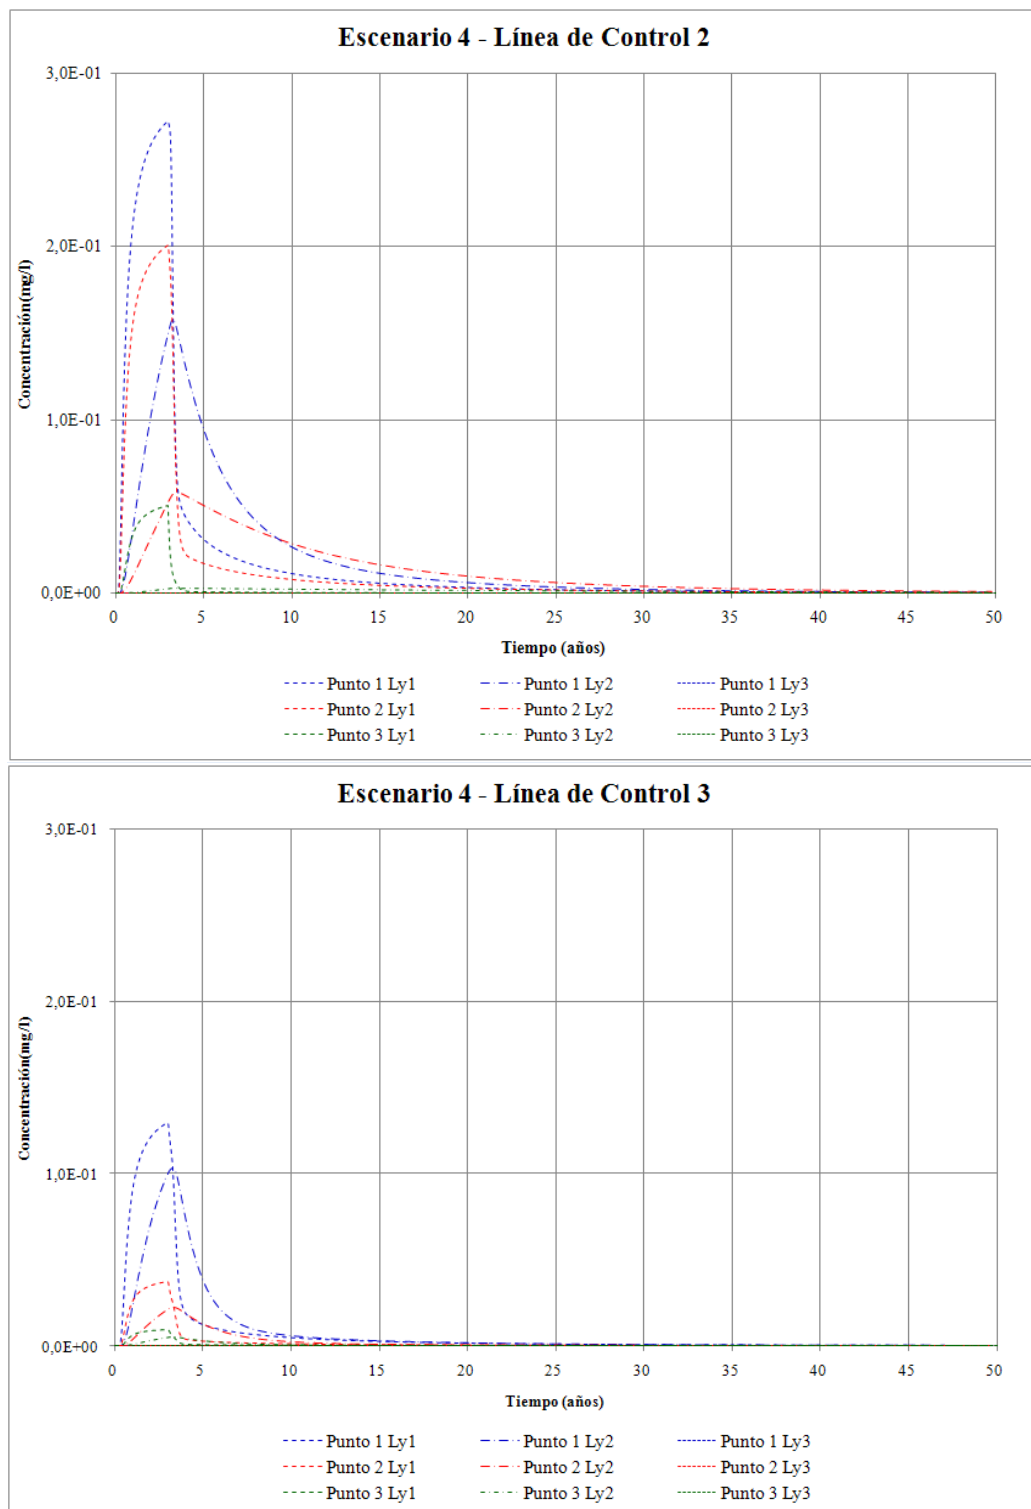 Escenario 4 - Línea de Control 2
3,0E-01
2,0E-01
1,0E-01
0,0E+00
Concentración(mg/l)
0 5 10 15 20 25 30 35 40 45 50
Tiempo (años)
Punto 1 Ly1 Punto 1 Ly2 Punto 1 Ly3
Punto 2 Ly1 Punto 2 Ly2 Punto 2 Ly3
Punto 3 Ly1 Punto 3 Ly2 Punto 3 Ly3
Escenario 4 - Línea de Control 3
3,0E-01
2,0E-01
1,0E-01
0,0E+00
Concentración(mg/l)
0 5 10 15 20 25 30 35 40 45 50
Tiempo (años)
Punto 1 Ly1 Punto 1 Ly2 Punto 1 Ly3
Punto 2 Ly1 Punto 2 Ly2 Punto 2 Ly3
Punto 3 Ly1 Punto 3 Ly2 Punto 3 Ly3